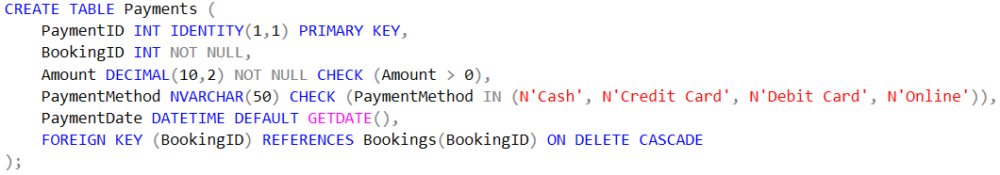 CREATE TABLE Payments (
    PaymentID INT IDENTITY(1,1) PRIMARY KEY,
    BookingID INT NOT NULL,
    Amount DECIMAL(10,2) NOT NULL CHECK (Amount > 0),
    PaymentMethod NVARCHAR(50) CHECK (PaymentMethod IN (N'Cash', N'Credit Card', N'Debit Card', N'Online')),
    PaymentDate DATETIME DEFAULT GETDATE(),
    FOREIGN KEY (BookingID) REFERENCES Bookings(BookingID) ON DELETE CASCADE
);